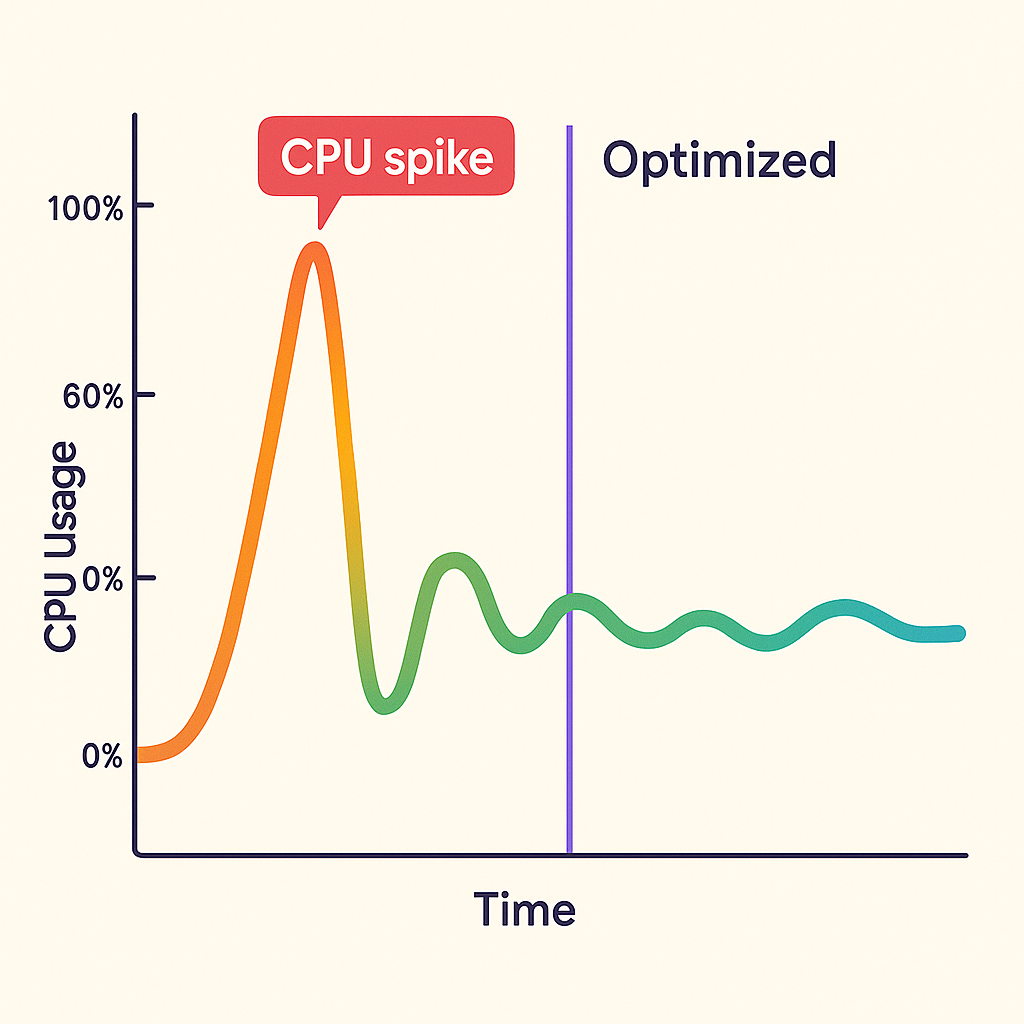 CPU spike
Optimized
100%
60%
0%
0%
CPU Usage
Time